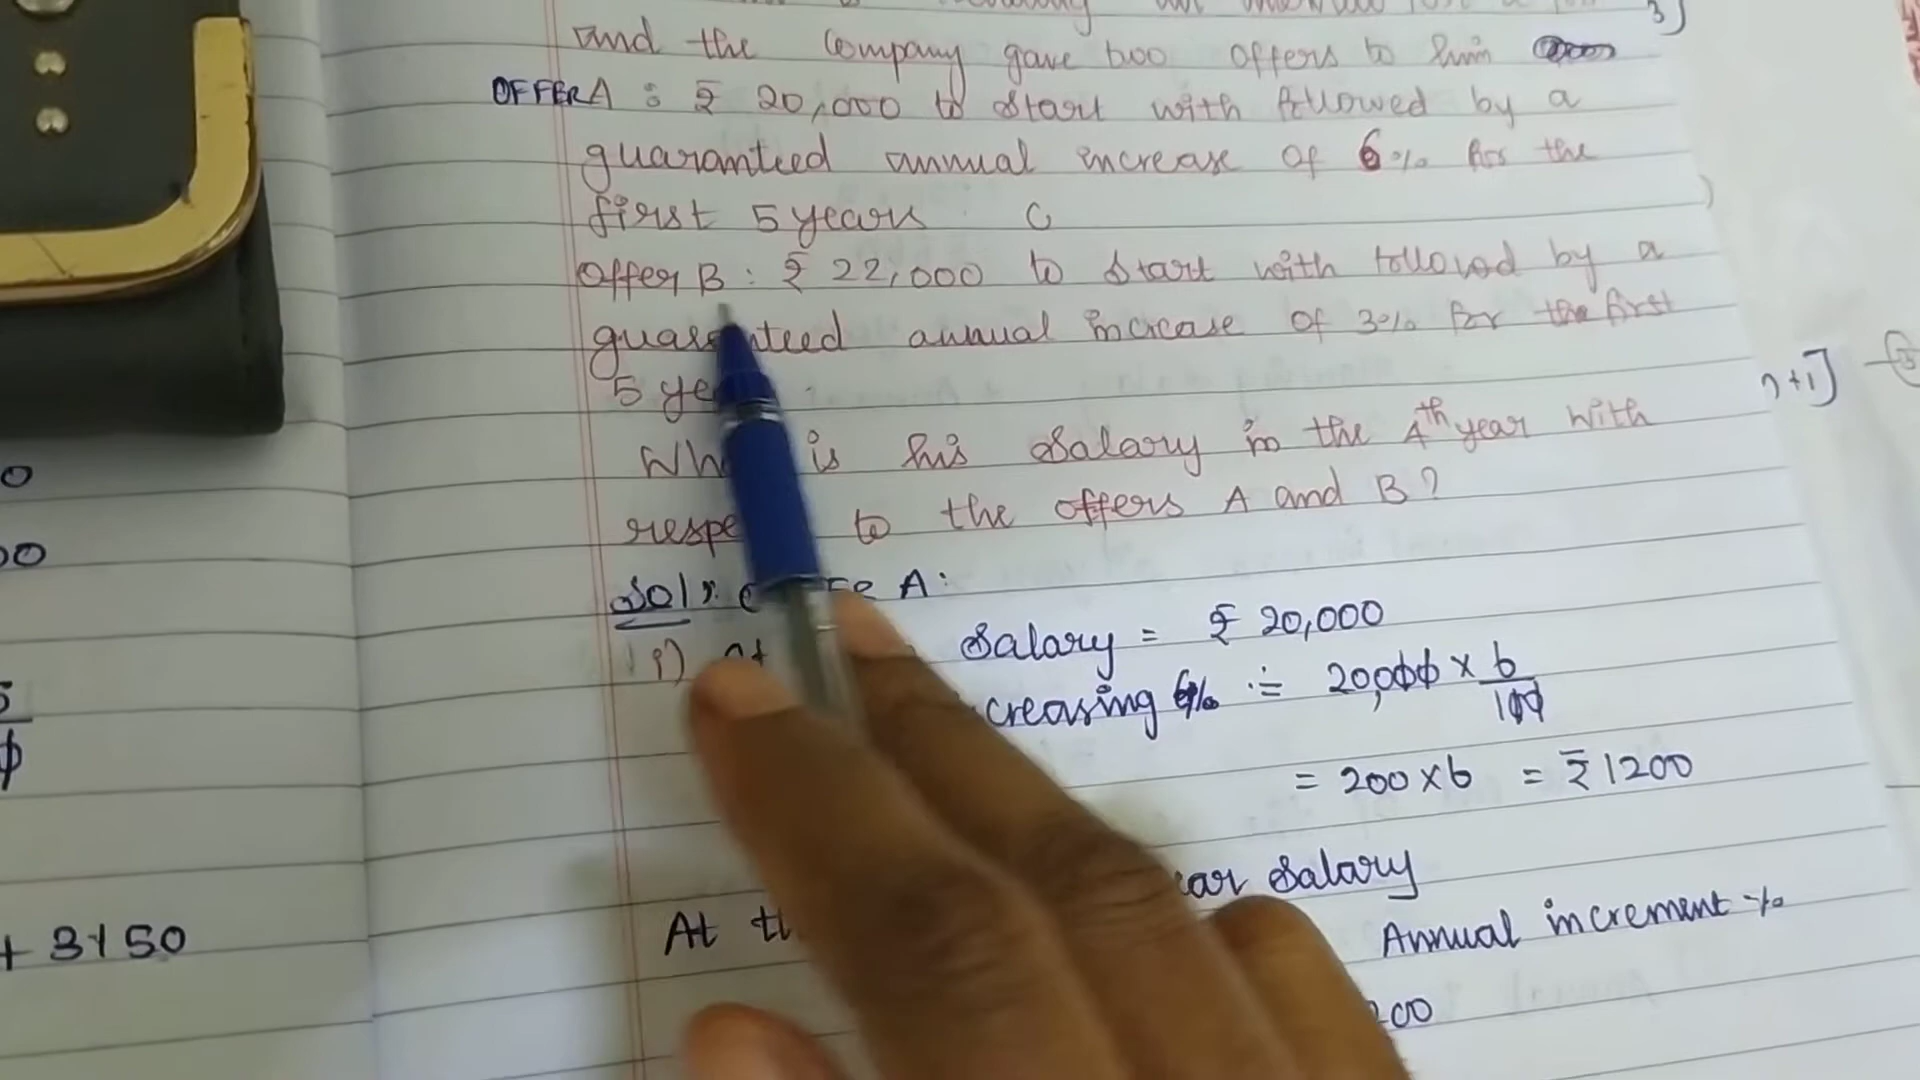 and the Company gave two offers to him
OFFER A : ₹ 20,000 to start with followed by a
guaranteed annual increase of 6% for the
first 5 years
Offer B : ₹ 22,000 to start with followed by a
guaranteed annual increase of 3% for the first
5
is his Salary in the 4th year with
to the offers A and B?
Sol: A:
i) Salary = ₹ 20,000
creasing 6% := 20,000 × 6/100
= 200 × 6 = ₹ 1200
At Salary
Annual increment %
200
n+1]
+ 3150